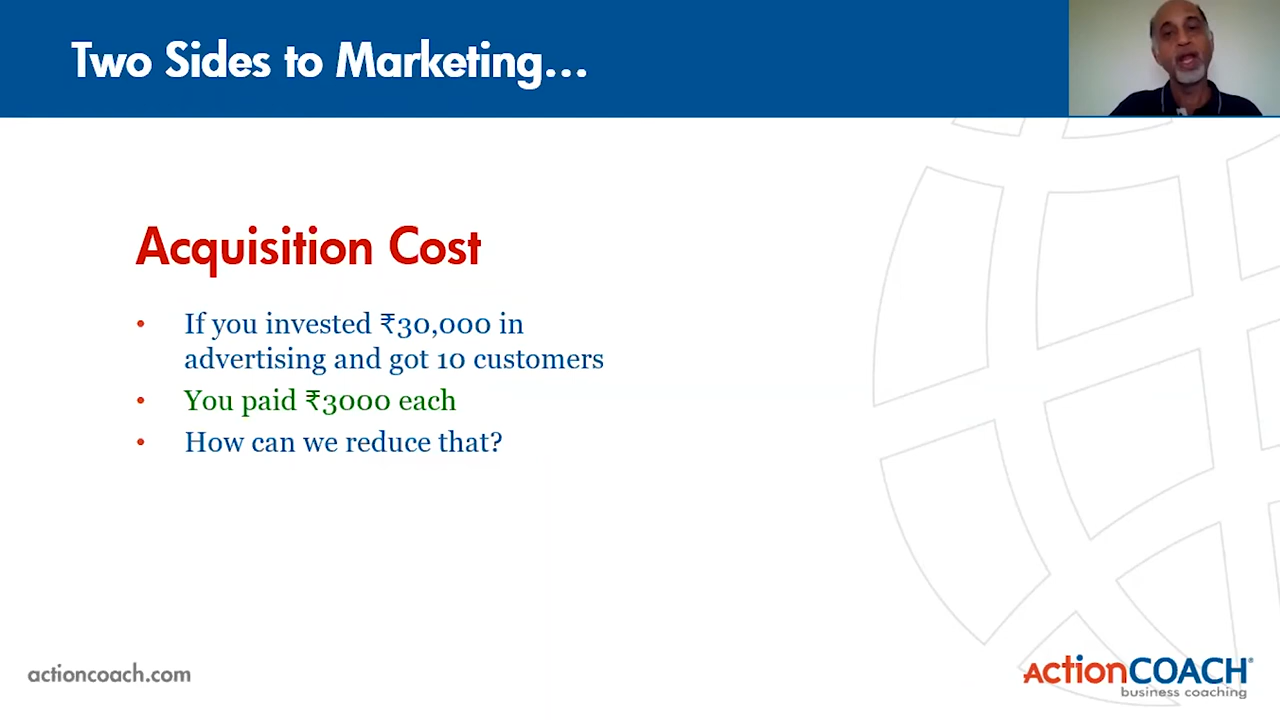 Two Sides to Marketing...
Acquisition Cost
• If you invested ₹30,000 in
advertising and got 10 customers
• You paid ₹3000 each
• How can we reduce that?
actioncoach.com
actionCOACH®
business coaching